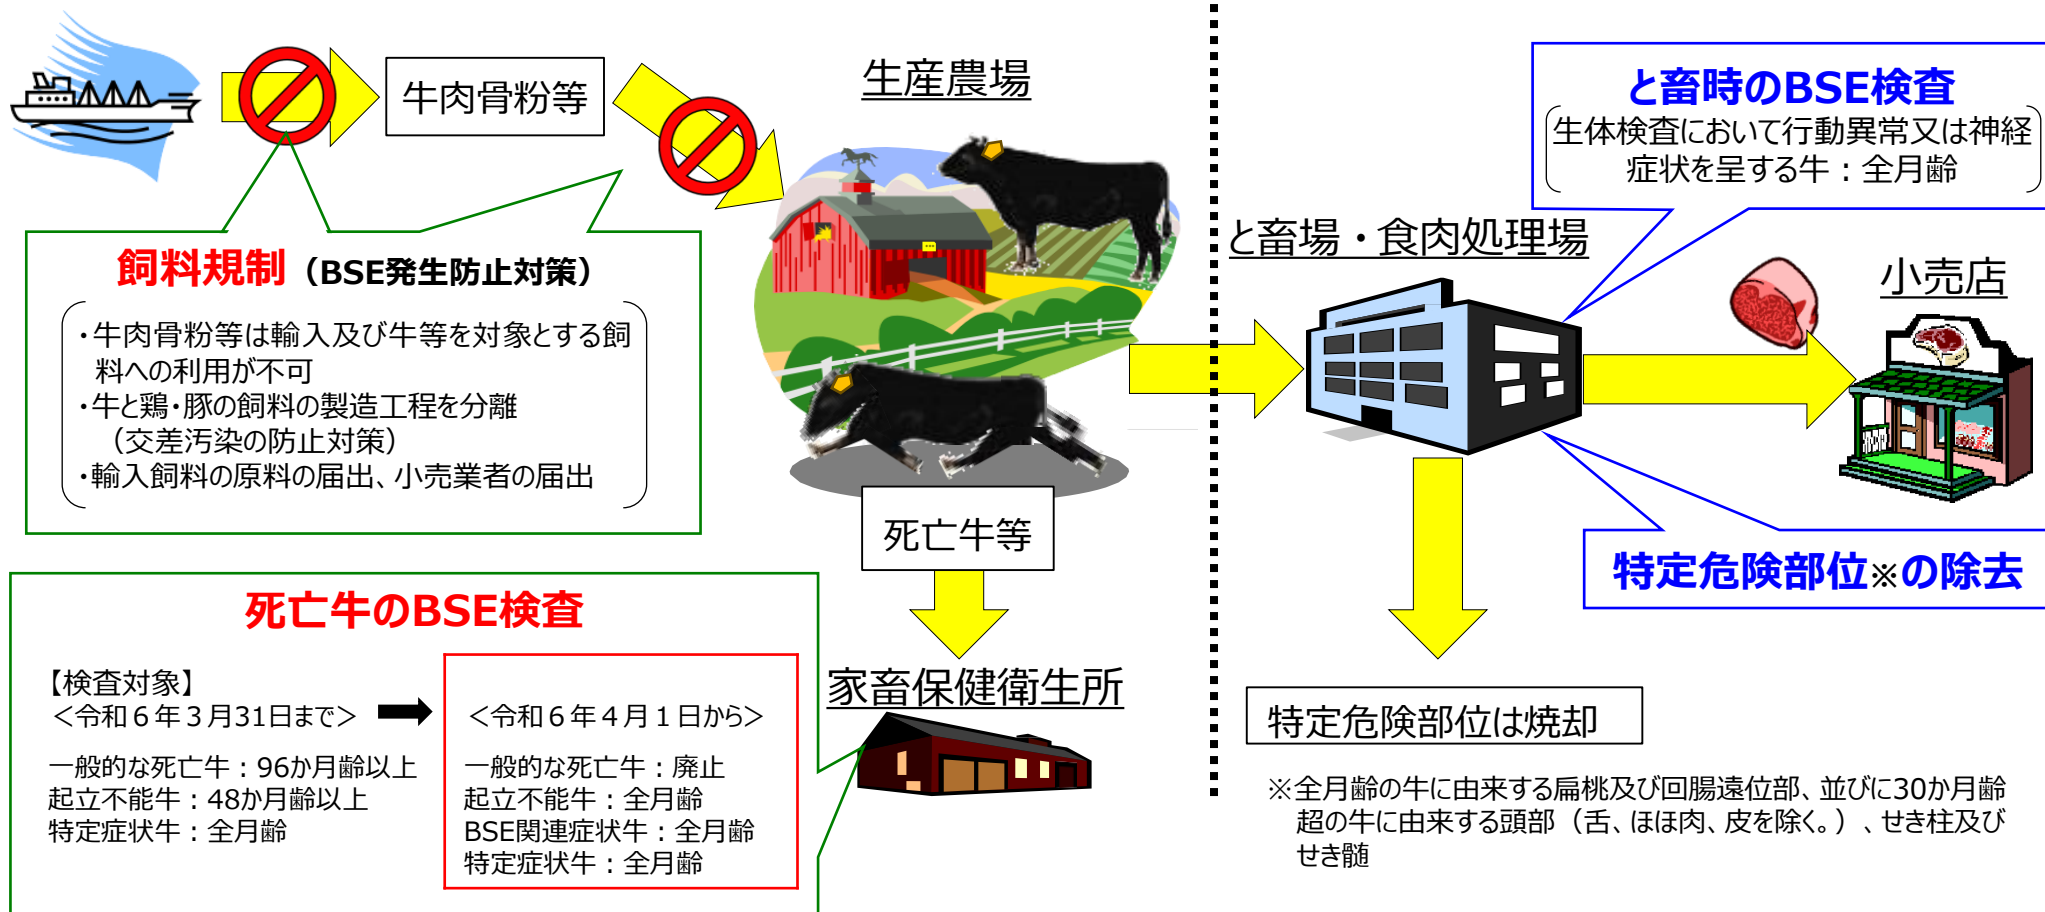 牛肉骨粉等
生産農場
飼料規制（BSE発生防止対策）
・牛肉骨粉等は輸入及び牛等を対象とする飼
料への利用が不可
・牛と鶏・豚の飼料の製造工程を分離
（交差汚染の防止対策）
・輸入飼料の原料の届出、小売業者の届出
死亡牛等
死亡牛のBSE検査
【検査対象】
＜令和６年３月31日まで＞
一般的な死亡牛：96か月齢以上
起立不能牛：48か月齢以上
特定症状牛：全月齢
＜令和６年４月１日から＞
一般的な死亡牛：廃止
起立不能牛：全月齢
BSE関連症状牛：全月齢
特定症状牛：全月齢
家畜保健衛生所
と畜時のBSE検査
生体検査において行動異常又は神経
症状を呈する牛：全月齢
と畜場・食肉処理場
小売店
特定危険部位※の除去
特定危険部位は焼却
※全月齢の牛に由来する扁桃及び回腸遠位部、並びに30か月齢
超の牛に由来する頭部（舌、ほほ肉、皮を除く。）、せき柱及び
せき髄